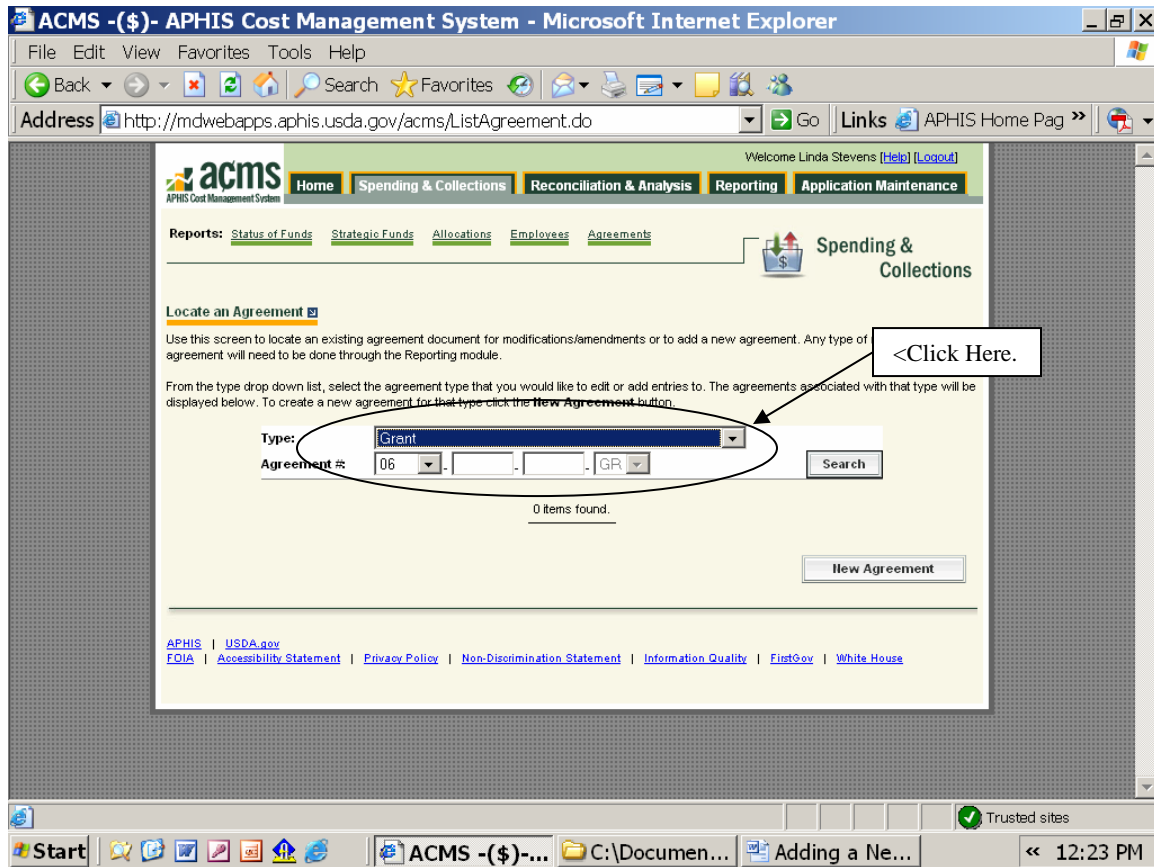 ACMS -($)- APHIS Cost Management System - Microsoft Internet Explorer
File Edit View Favorites Tools Help
Back Search Favorites
Address http://mdwebapps.aphis.usda.gov/acms/ListAgreement.do Go Links APHIS Home Pag »
Welcome Linda Stevens [Help] [Logout]
acms
APHIS Cost Management System
Home Spending & Collections Reconciliation & Analysis Reporting Application Maintenance
Reports: Status of Funds Strategic Funds Allocations Employees Agreements
Spending &
Collections
Locate an Agreement
Use this screen to locate an existing agreement document for modifications/amendments or to add a new agreement. Any type of
agreement will need to be done through the Reporting module.
<Click Here.
From the type drop down list, select the agreement type that you would like to edit or add entries to. The agreements associated with that type will be
displayed below. To create a new agreement for that type click the New Agreement button.
Type: Grant
Agreement #: 06 - - - GR Search
0 items found.
New Agreement
APHIS | USDA.gov
FOIA | Accessibility Statement | Privacy Policy | Non-Discrimination Statement | Information Quality | FirstGov | White House
Trusted sites
Start ACMS -($)-... C:\Documen... Adding a Ne... « 12:23 PM